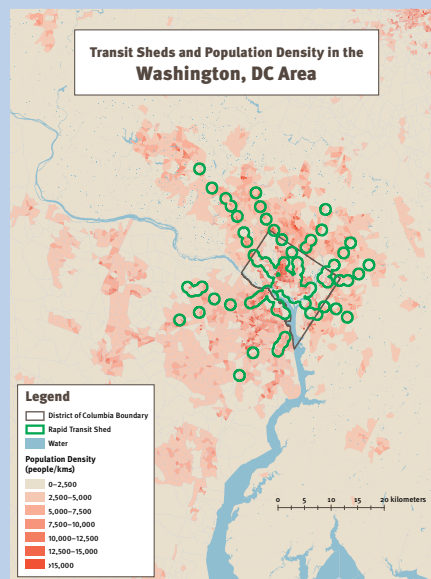 Transit Sheds and Population Density in the
Washington, DC Area
Legend
District of Columbia Boundary
Rapid Transit Shed
Water
Population Density
(people/kms)
0–2,500
2,500–5,000
5,000–7,500
7,500–10,000
10,000–12,500
12,500–15,000
>15,000
0 5 10 15 20 kilometers